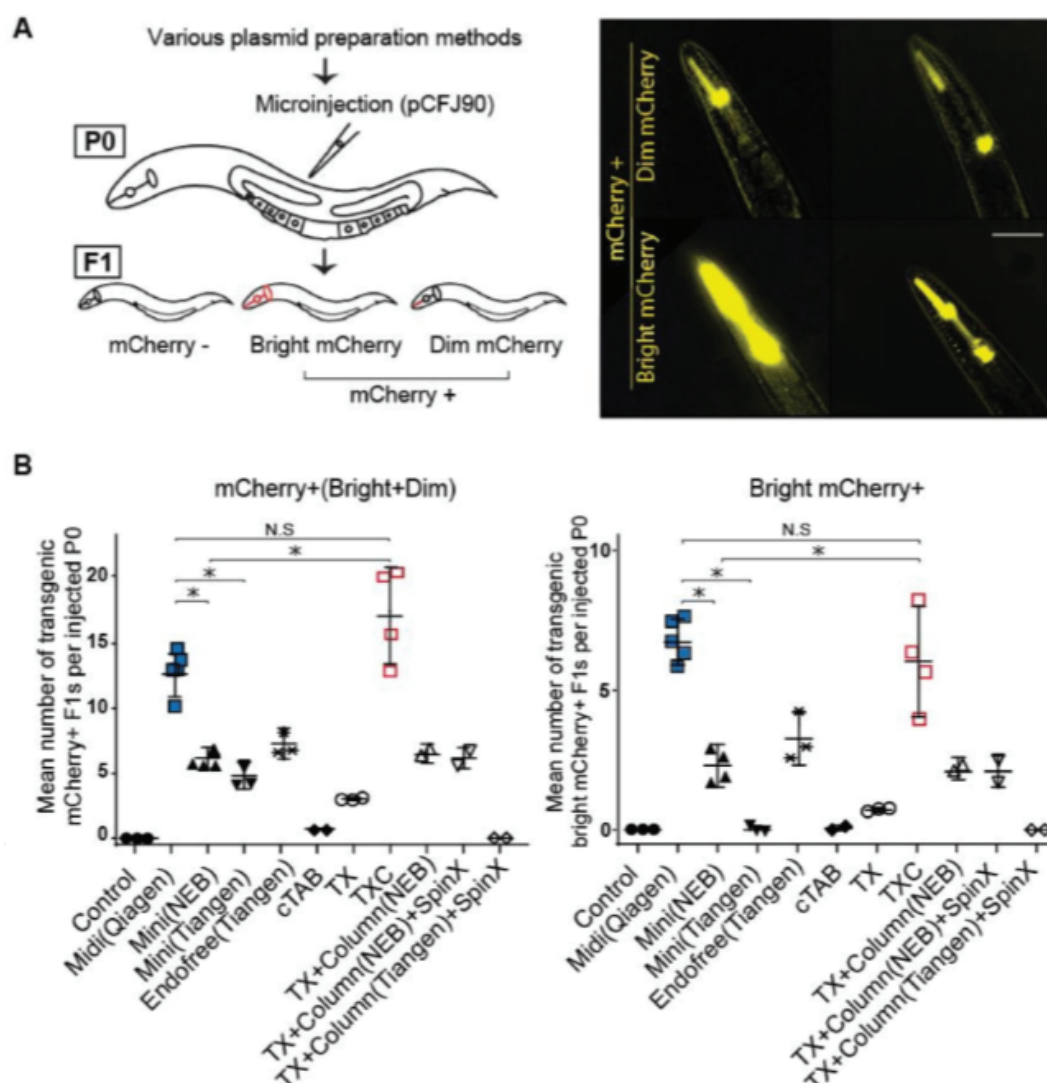 A
Various plasmid preparation methods
Microinjection (pCFJ90)
P0
F1
mCherry -
Bright mCherry
Dim mCherry
mCherry +
mCherry +
Dim mCherry
Bright mCherry
B
mCherry+(Bright+Dim)
Mean number of transgenic
mCherry+ F1s per injected P0
20
15
10
5
0
N.S
*
*
*
Control
Midi(Qiagen)
Mini(NEB)
Mini(Tiangen)
Endofree(Tiangen)
cTAB
TX
TXC
TX+Column(NEB)
TX+Column(NEB)+SpinX
TX+Column(Tiangen)+SpinX
Bright mCherry+
Mean number of transgenic
bright mCherry+ F1s per injected P0
10
5
0
N.S
*
*
*
Control
Midi(Qiagen)
Mini(NEB)
Mini(Tiangen)
Endofree(Tiangen)
cTAB
TX
TXC
TX+Column(NEB)
TX+Column(NEB)+SpinX
TX+Column(Tiangen)+SpinX